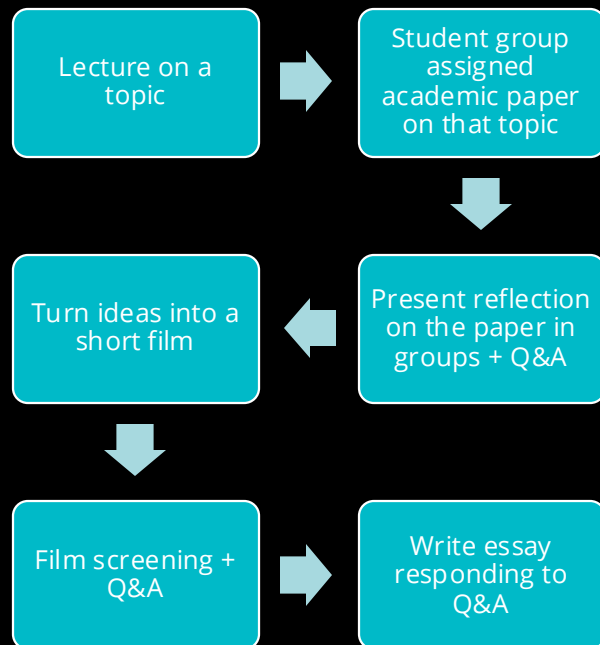 Lecture on a
topic
Student group
assigned
academic paper
on that topic
Present reflection
on the paper in
groups + Q&A
Turn ideas into a
short film
Film screening +
Q&A
Write essay
responding to
Q&A